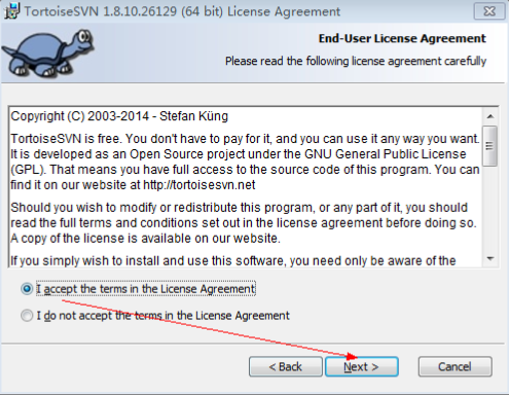 TortoiseSVN 1.8.10.26129 (64 bit) License Agreement
End-User License Agreement
Please read the following license agreement carefully
Copyright (C) 2003-2014 - Stefan Küng
TortoiseSVN is free. You don't have to pay for it, and you can use it any way you want.
It is developed as an Open Source project under the GNU General Public License
(GPL). That means you have full access to the source code of this program. You can
find it on our website at http://tortoisesvn.net
Should you wish to modify or redistribute this program, or any part of it, you should
read the full terms and conditions set out in the license agreement before doing so.
A copy of the license is available on our website.
If you simply wish to install and use this software, you need only be aware of the
I accept the terms in the License Agreement
I do not accept the terms in the License Agreement
< Back Next > Cancel